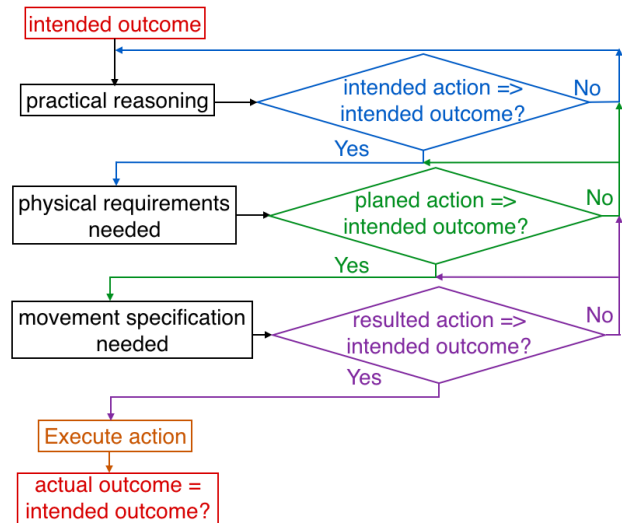 intended outcome
practical reasoning
intended action =>
intended outcome?
No
Yes
physical requirements
needed
planed action =>
intended outcome?
No
Yes
movement specification
needed
resulted action =>
intended outcome?
No
Yes
Execute action
actual outcome =
intended outcome?